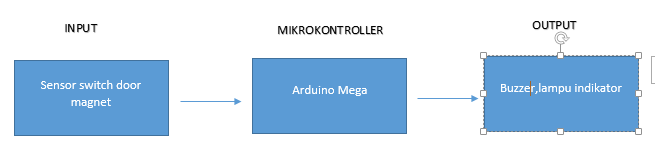 INPUT
MIKROKONTROLLER
OUTPUT
Sensor switch door
magnet
Arduino Mega
Buzzer,lampu indikator